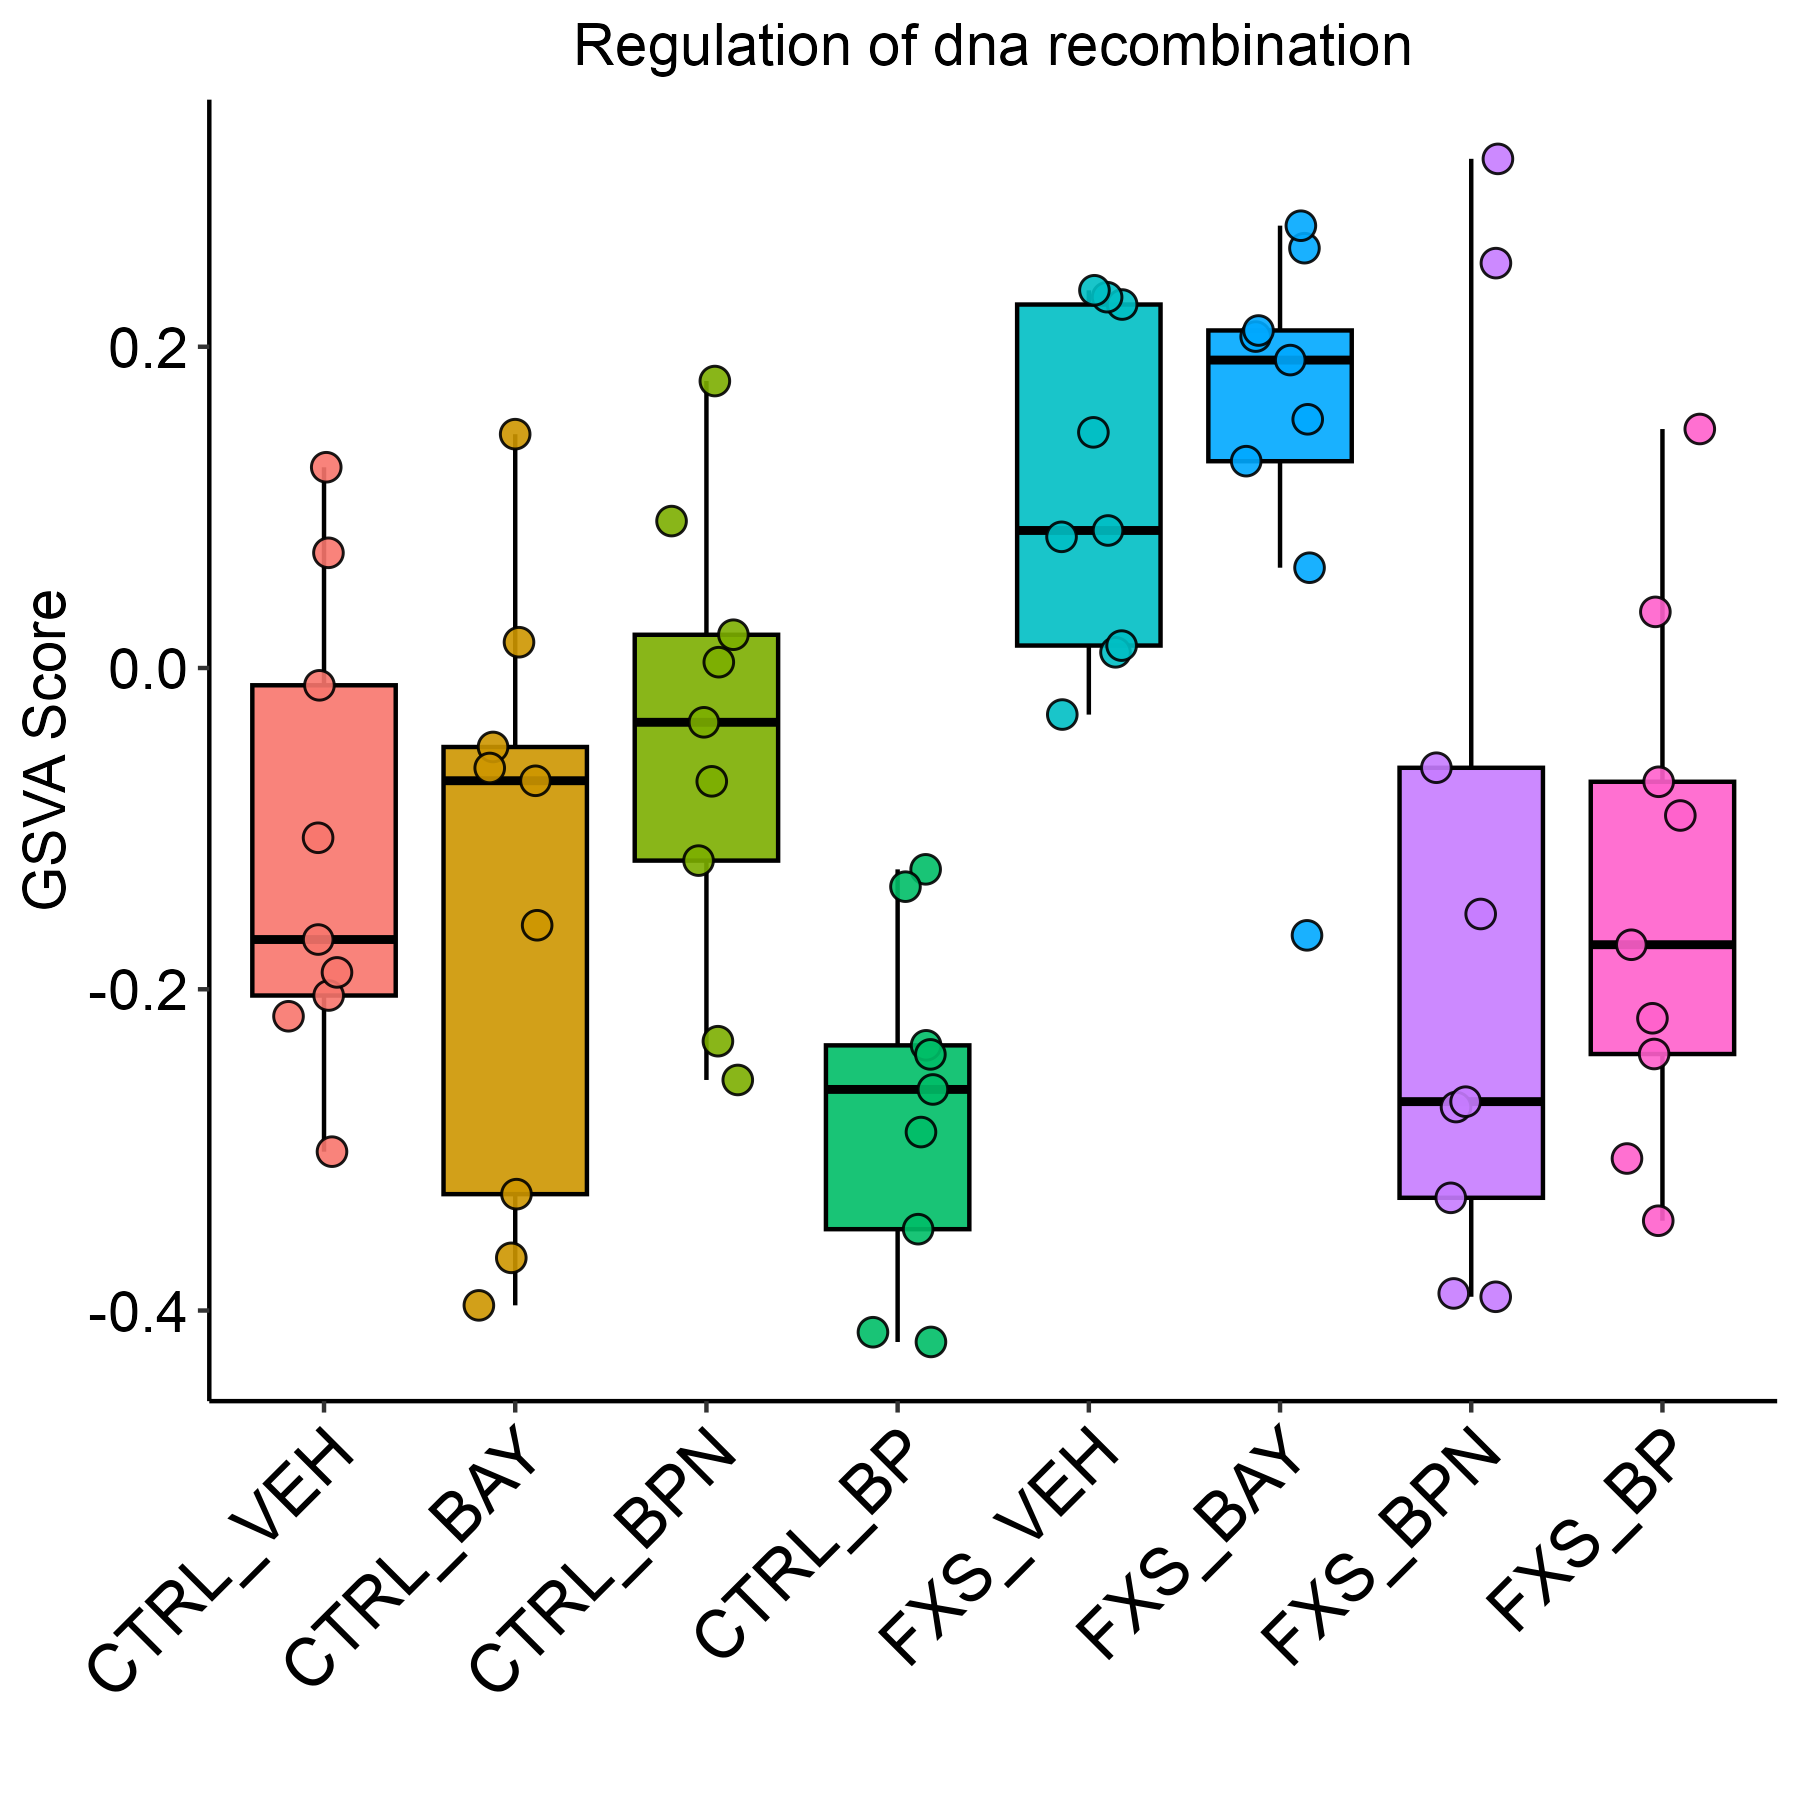 Regulation of dna recombination
GSVA Score
0.2
0.0
-0.2
-0.4
CTRL_VEH
CTRL_BAY
CTRL_BPN
CTRL_BP
FXS_VEH
FXS_BAY
FXS_BPN
FXS_BP